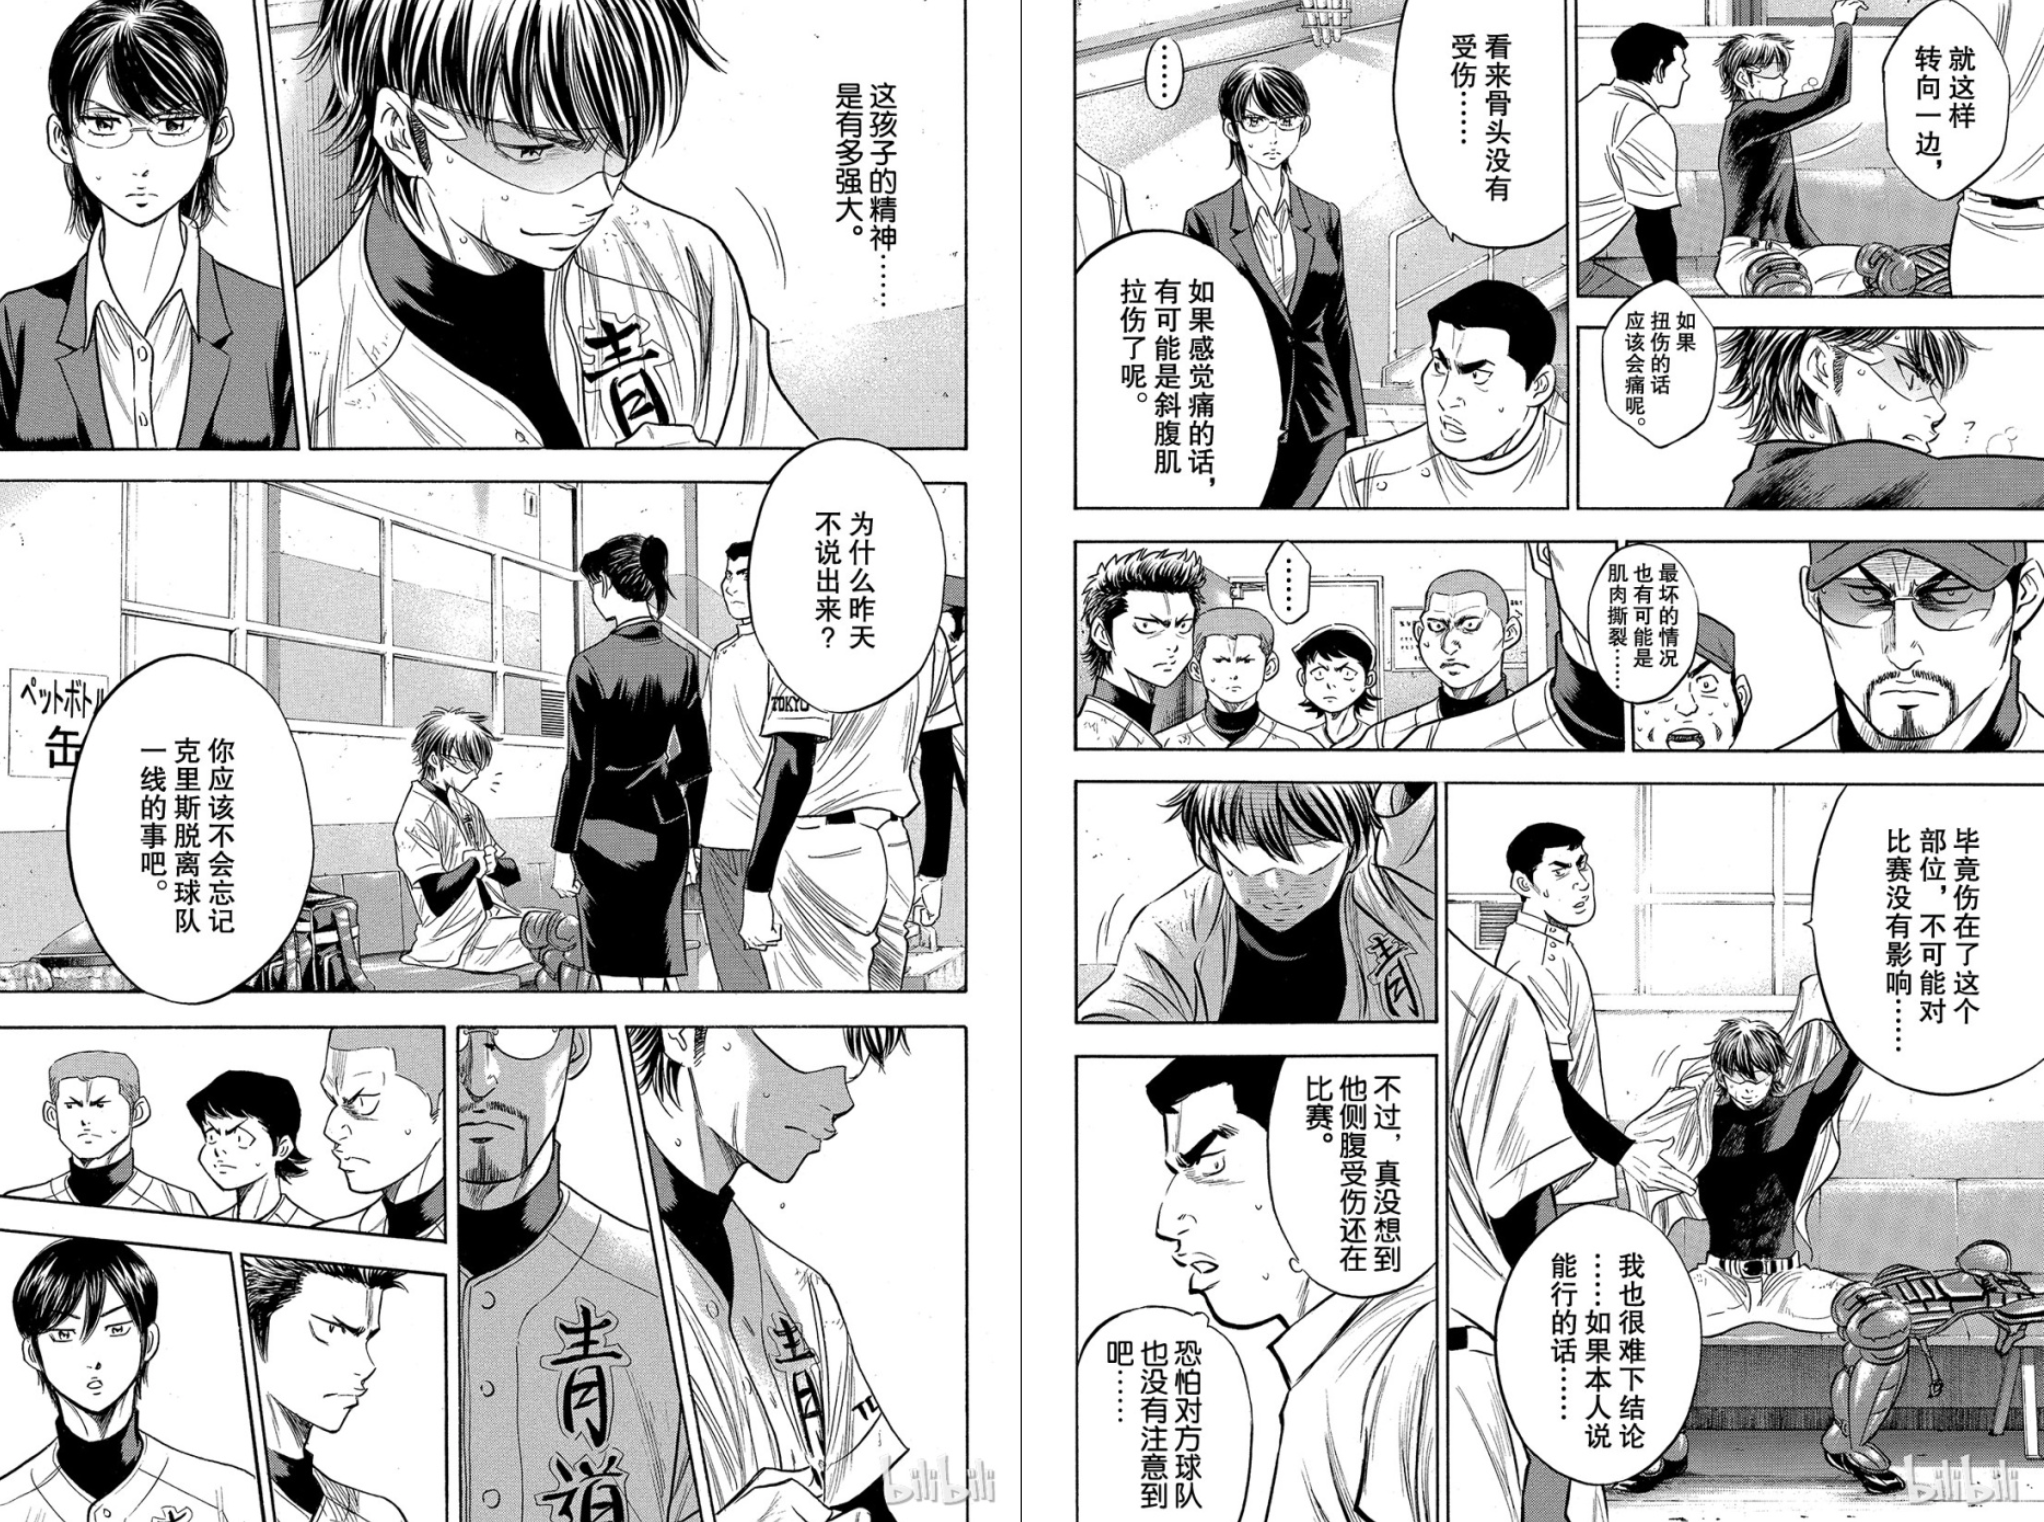 就这样
转向一边，
看来骨头没有
受伤……
……
如果感觉痛的话，
有可能是斜腹肌
拉伤了呢。
如果
扭伤的话
应该会痛呢。
最坏的情况
也有可能是
肌肉撕裂……
……
毕竟伤在了这个
部位，不可能对
比赛没有影响……
青
我也很难下结论
……如果本人说
能行的话……
不过，真没想到
他侧腹受伤还在
比赛。
恐怕对方球队
也没有注意到
吧……
bilibili
这孩子的精神……
是有多强大。
青
为什么昨天
不说出来？
TOKYO
ペットボトル
缶
你应该不会忘记
克里斯脱离球队
一线的事吧。
青道
青
bilibili